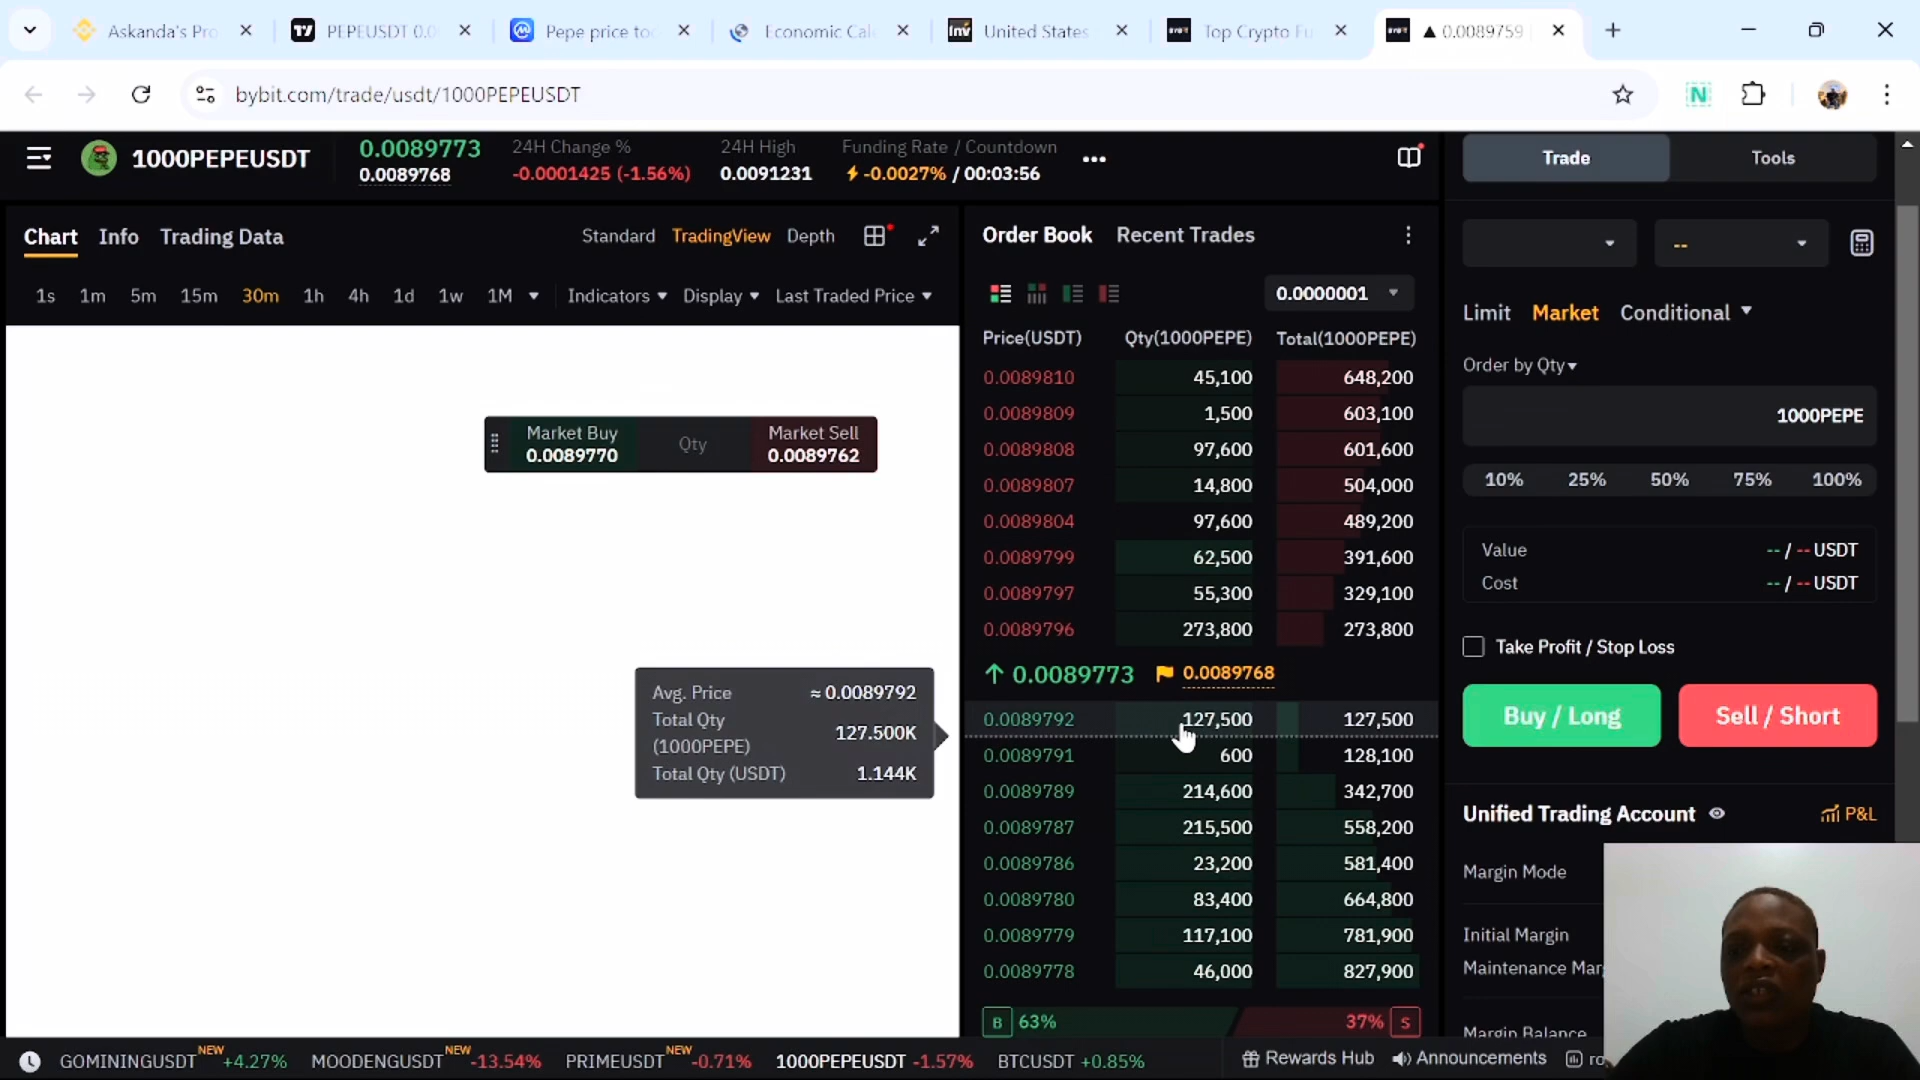 Askanda's Pro
PEPEUSDT 0.0
Pepe price too
Economic Cal
United States
Top Crypto Fu
▲ 0.0089759
bybit.com/trade/usdt/1000PEPEUSDT
1000PEPEUSDT
0.0089773
0.0089768
24H Change %
-0.0001425 (-1.56%)
24H High
0.0091231
Funding Rate / Countdown
-0.0027% / 00:03:56
Trade
Tools
Chart Info Trading Data
Standard TradingView Depth
1s 1m 5m 15m 30m 1h 4h 1d 1w 1M
Indicators Display Last Traded Price
Market Buy
0.0089770
Qty
Market Sell
0.0089762
Order Book Recent Trades
0.0000001
Price(USDT) Qty(1000PEPE) Total(1000PEPE)
0.0089810 45,100 648,200
0.0089809 1,500 603,100
0.0089808 97,600 601,600
0.0089807 14,800 504,000
0.0089804 97,600 489,200
0.0089799 62,500 391,600
0.0089797 55,300 329,100
0.0089796 273,800 273,800
↑ 0.0089773 0.0089768
0.0089792 127,500 127,500
0.0089791 600 128,100
0.0089789 214,600 342,700
0.0089787 215,500 558,200
0.0089786 23,200 581,400
0.0089780 83,400 664,800
0.0089779 117,100 781,900
0.0089778 46,000 827,900
B 63% 37% S
Avg. Price ≈ 0.0089792
Total Qty
(1000PEPE) 127.500K
Total Qty (USDT) 1.144K
--
Limit Market Conditional
Order by Qty
1000PEPE
10% 25% 50% 75% 100%
Value -- / -- USDT
Cost -- / -- USDT
Take Profit / Stop Loss
Buy / Long
Sell / Short
Unified Trading Account P&L
Margin Mode
Initial Margin
Maintenance Mar
Margin Balance
GOMININGUSDT NEW +4.27% MOODENGUSDT NEW -13.54% PRIMEUSDT NEW -0.71% 1000PEPEUSDT -1.57% BTCUSDT +0.85%
Rewards Hub Announcements